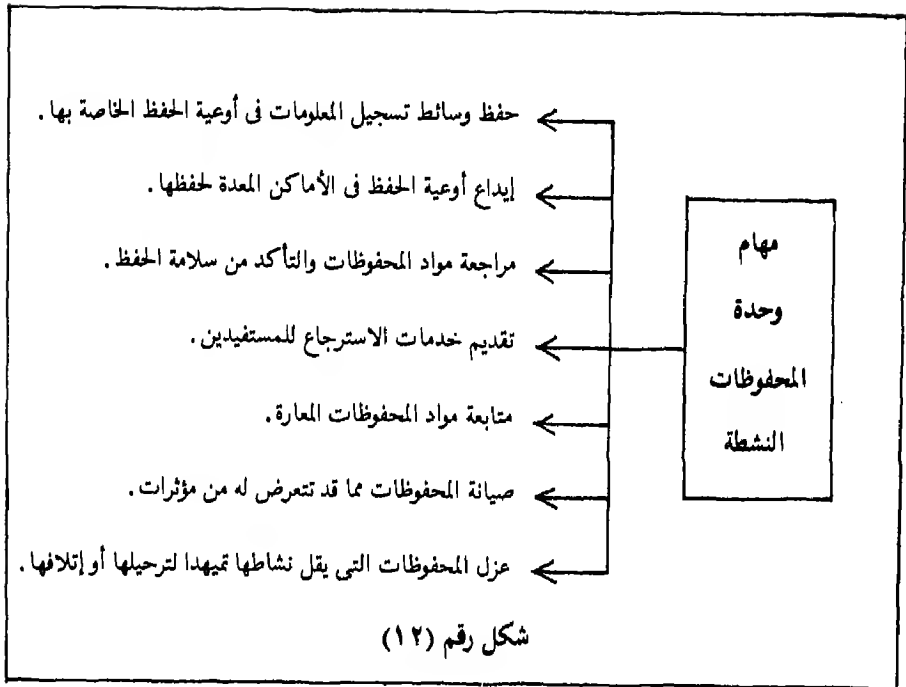 حفظ وسائط تسجيل المعلومات فى أوعية الحفظ الخاصة بها .
إيداع أوعية الحفظ فى الأماكن المعدة لحفظها .
مراجعة مواد المحفوظات والتأكد من سلامة الحفظ .
تقديم خدمات الاسترجاع للمستفيدين .
متابعة مواد المحفوظات المعارة .
صيانة المحفوظات مما قد تتعرض له من مؤثرات .
عزل المحفوظات التى يقل نشاطها تميهدا لترحيلها أو إتلافها .
مهام
وحدة
المحفوظات
النشطة
شكل رقم (١٢)